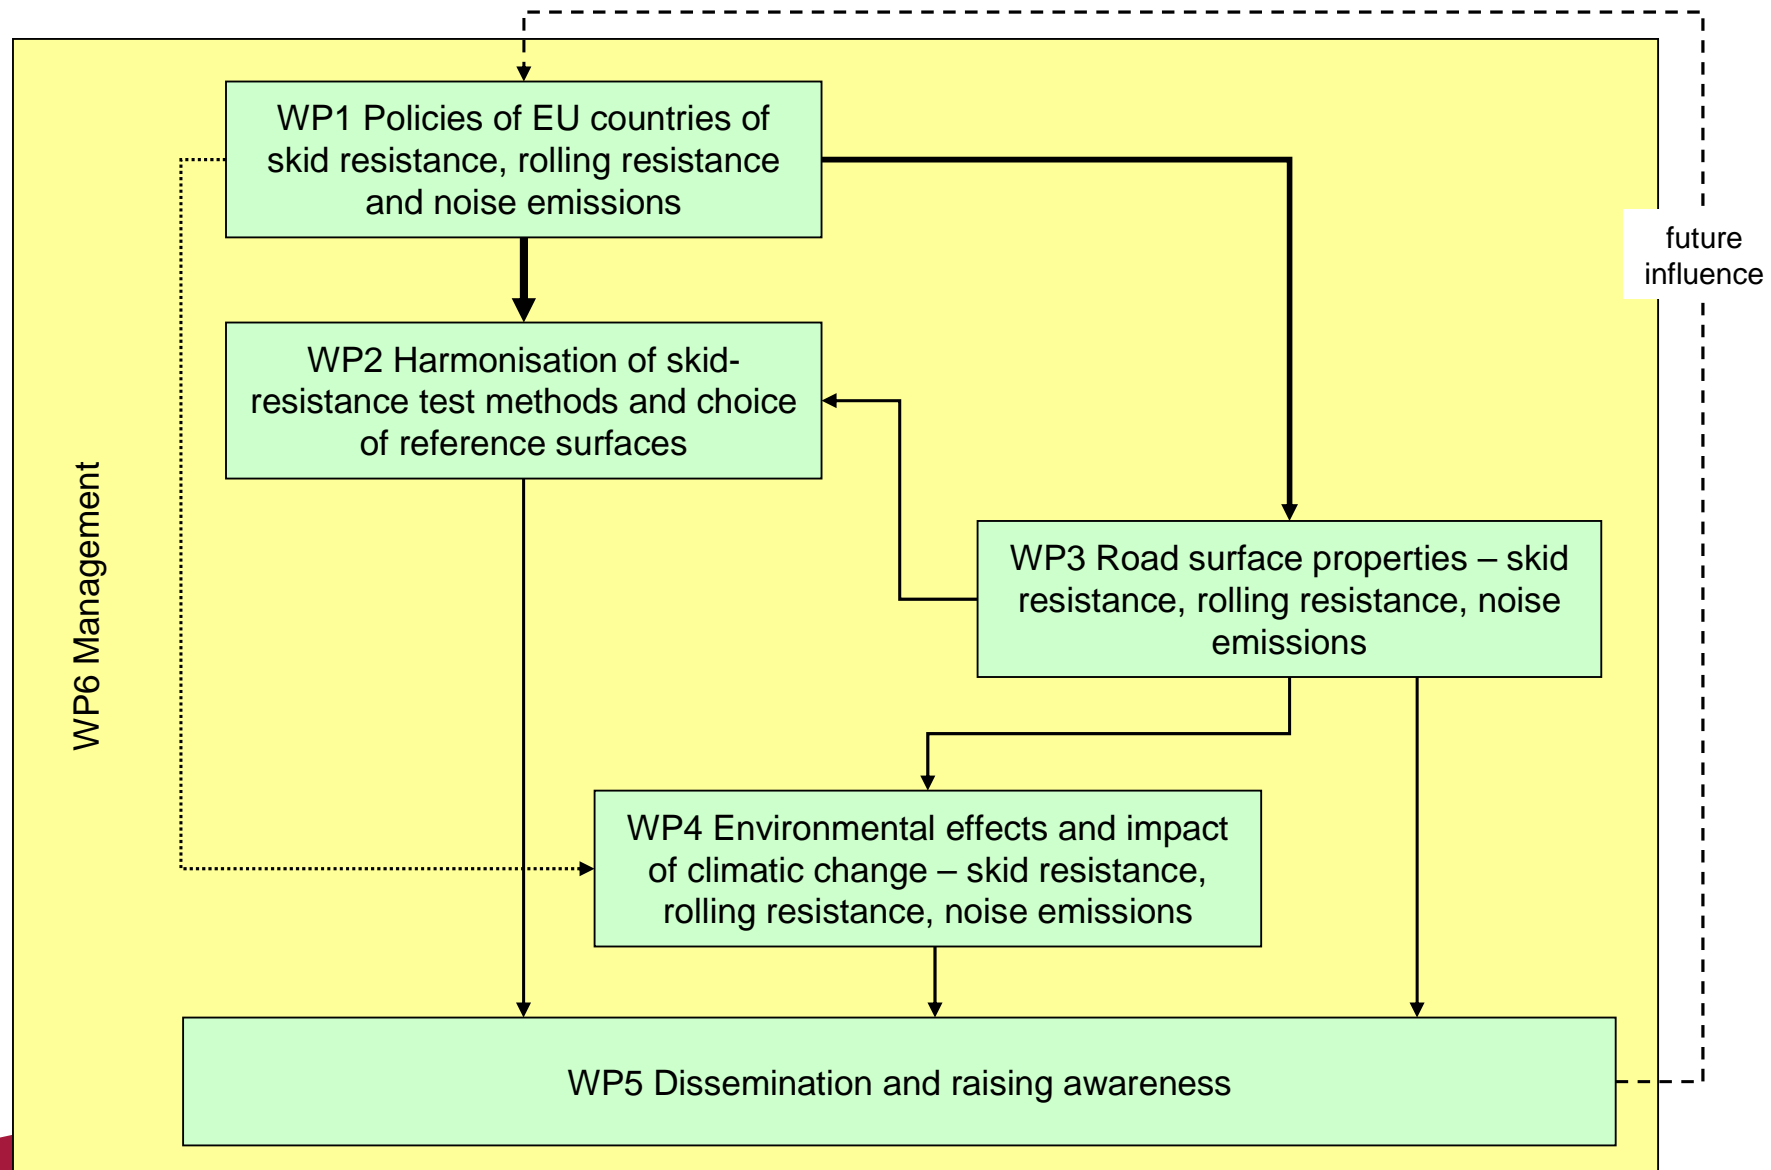 WP1 Policies of EU countries of
skid resistance, rolling resistance
and noise emissions
future
influence
WP2 Harmonisation of skid-
resistance test methods and choice
of reference surfaces
WP6 Management
WP3 Road surface properties – skid
resistance, rolling resistance, noise
emissions
WP4 Environmental effects and impact
of climatic change – skid resistance,
rolling resistance, noise emissions
WP5 Dissemination and raising awareness